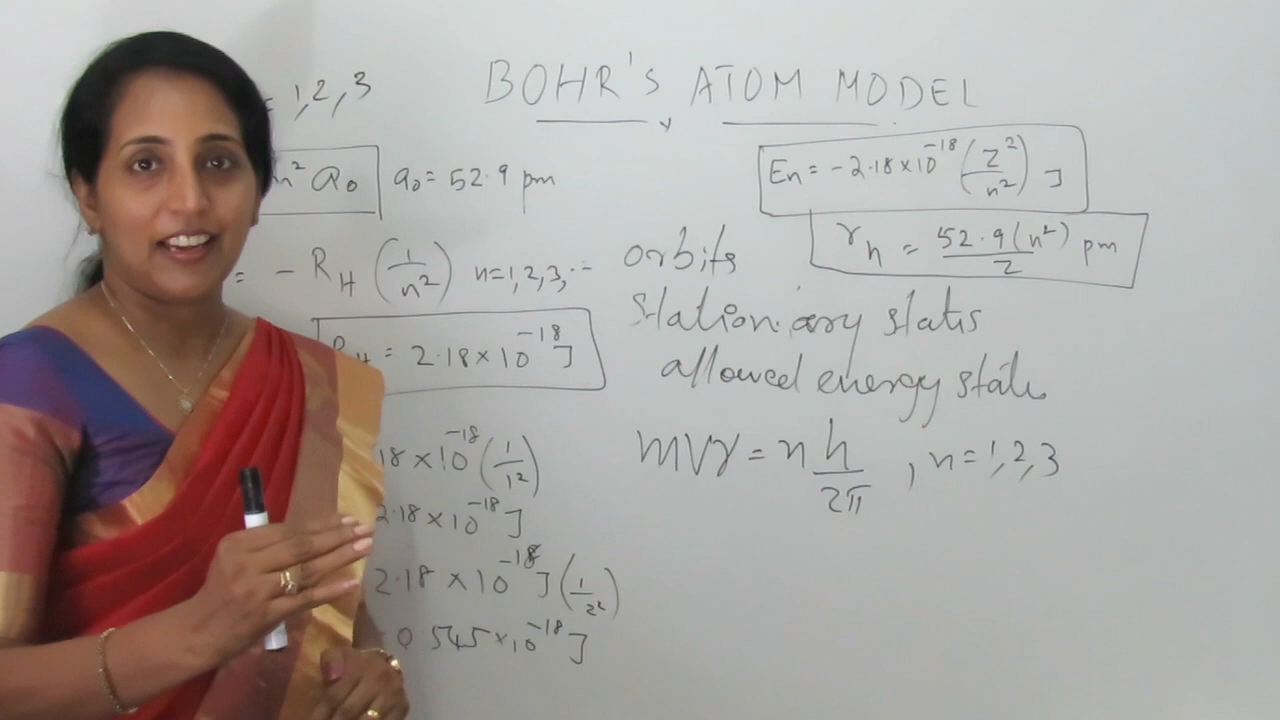 BOHR'S ATOM MODEL
= 1,2,3
n² a₀ a₀ = 52.9 pm
= - R_H (1/n²) n=1,2,3,..
R_H = 2.18 × 10⁻¹⁸ J
18 × 10⁻¹⁸ (1/1²)
2.18 × 10⁻¹⁸ J
2.18 × 10⁻¹⁸ J (1/2²)
0.545 × 10⁻¹⁸ J
En = -2.18 × 10⁻¹⁸ (Z²/n²) J
r_n = 52.9(n²)/Z pm
orbits
Stationary states
allowed energy state
mvr = n h/2π , n = 1,2,3